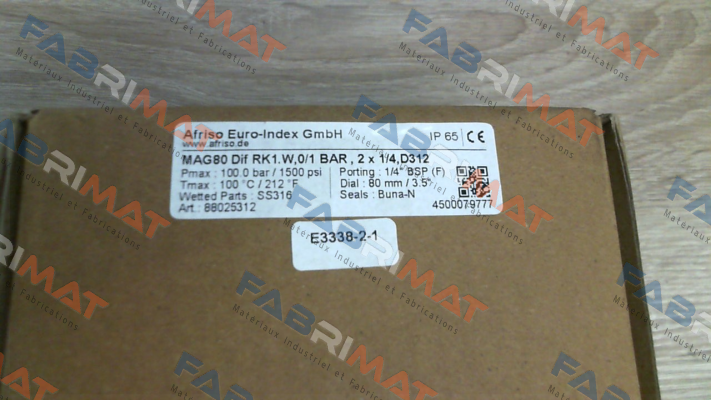 Afriso Euro-Index GmbH
www.afriso.de
IP 65 CE
MAG80 Dif RK1.W,0/1 BAR , 2 x 1/4,D312
Pmax : 100.0 bar / 1500 psi
Porting : 1/4" BSP (F)
Tmax : 100 °C / 212 °F
Dial : 80 mm / 3.5"
Wetted Parts : SS316
Seals : Buna-N
Art.: 88025312
4500079777
E3338-2-1
FABRIMAT
Materiaux Industriel et Fabrications